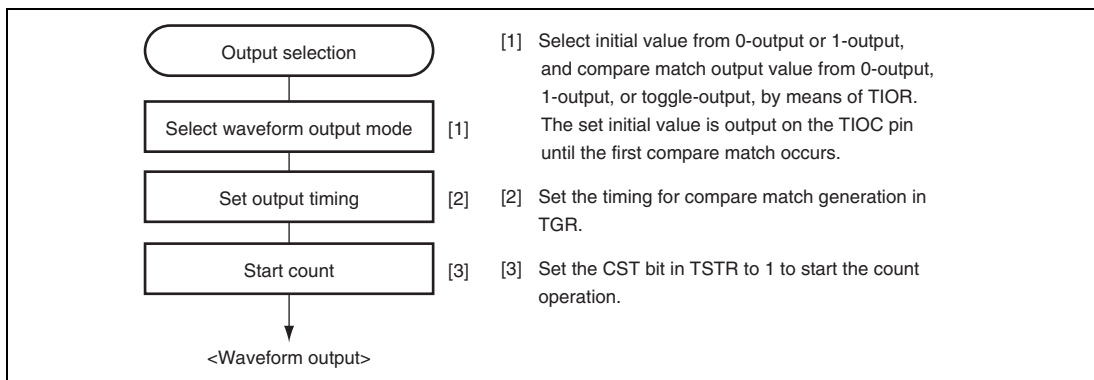 Output selection
Select waveform output mode [1]
Set output timing [2]
Start count [3]
<Waveform output>
[1] Select initial value from 0-output or 1-output,
and compare match output value from 0-output,
1-output, or toggle-output, by means of TIOR.
The set initial value is output on the TIOC pin
until the first compare match occurs.
[2] Set the timing for compare match generation in
TGR.
[3] Set the CST bit in TSTR to 1 to start the count
operation.